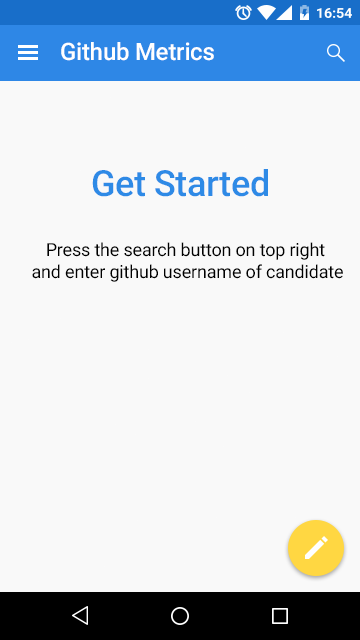 16:54
Github Metrics
Get Started
Press the search button on top right
and enter github username of candidate